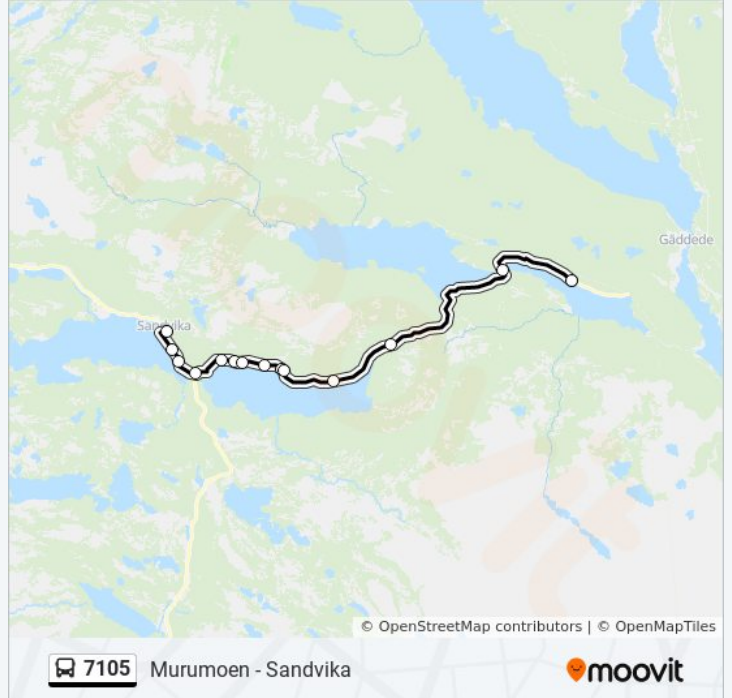 Gäddede
Sandvika
© OpenStreetMap contributors | © OpenMapTiles
7105 Murumoen - Sandvika
moovit